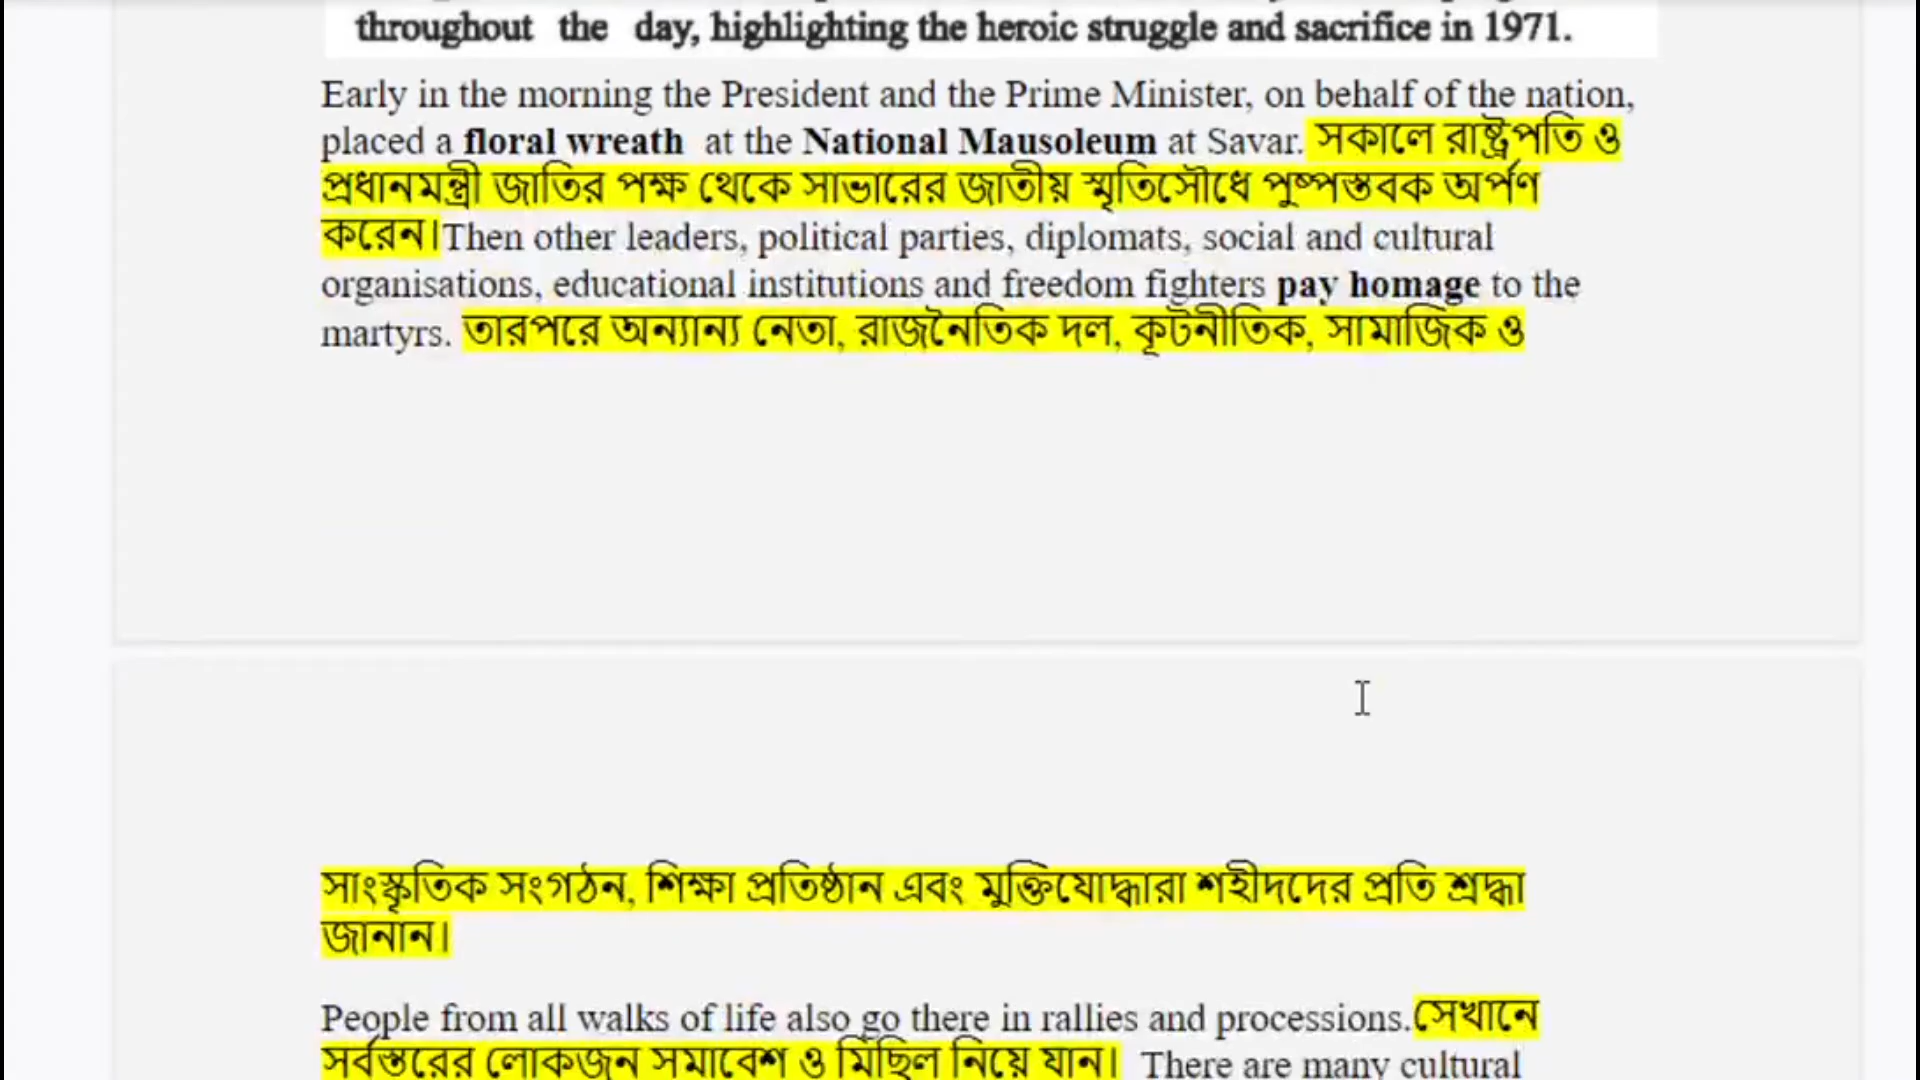 throughout the day, highlighting the heroic struggle and sacrifice in 1971.
Early in the morning the President and the Prime Minister, on behalf of the nation,
placed a floral wreath at the National Mausoleum at Savar. সকালে রাষ্ট্রপতি ও
প্রধানমন্ত্রী জাতির পক্ষ থেকে সাভারের জাতীয় স্মৃতিসৌধে পুষ্পস্তবক অর্পণ
করেন।Then other leaders, political parties, diplomats, social and cultural
organisations, educational institutions and freedom fighters pay homage to the
martyrs. তারপরে অন্যান্য নেতা, রাজনৈতিক দল, কূটনীতিক, সামাজিক ও
সাংস্কৃতিক সংগঠন, শিক্ষা প্রতিষ্ঠান এবং মুক্তিযোদ্ধারা শহীদদের প্রতি শ্রদ্ধা
জানান।
People from all walks of life also go there in rallies and processions.সেখানে
সর্বস্তরের লোকজন সমাবেশ ও মিছিল নিয়ে যান। There are many cultural